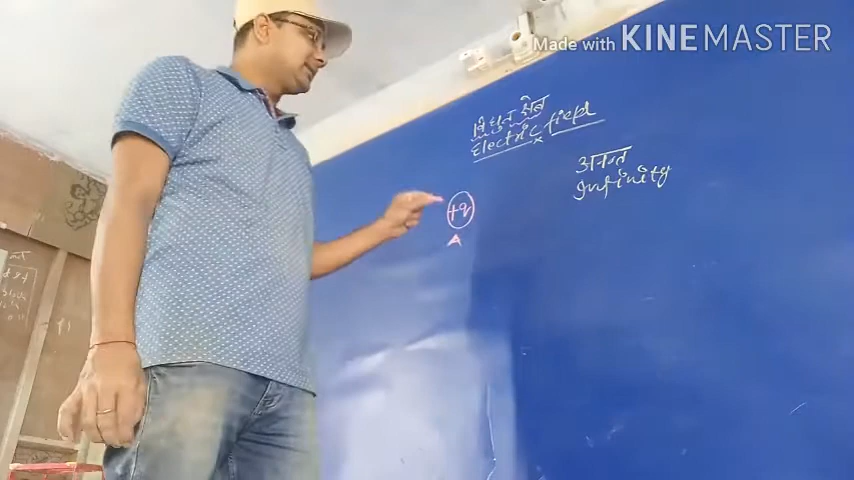 Made with KINEMASTER
विद्युत क्षेत्र
Electric field
अनन्त
Infinity
+q
A